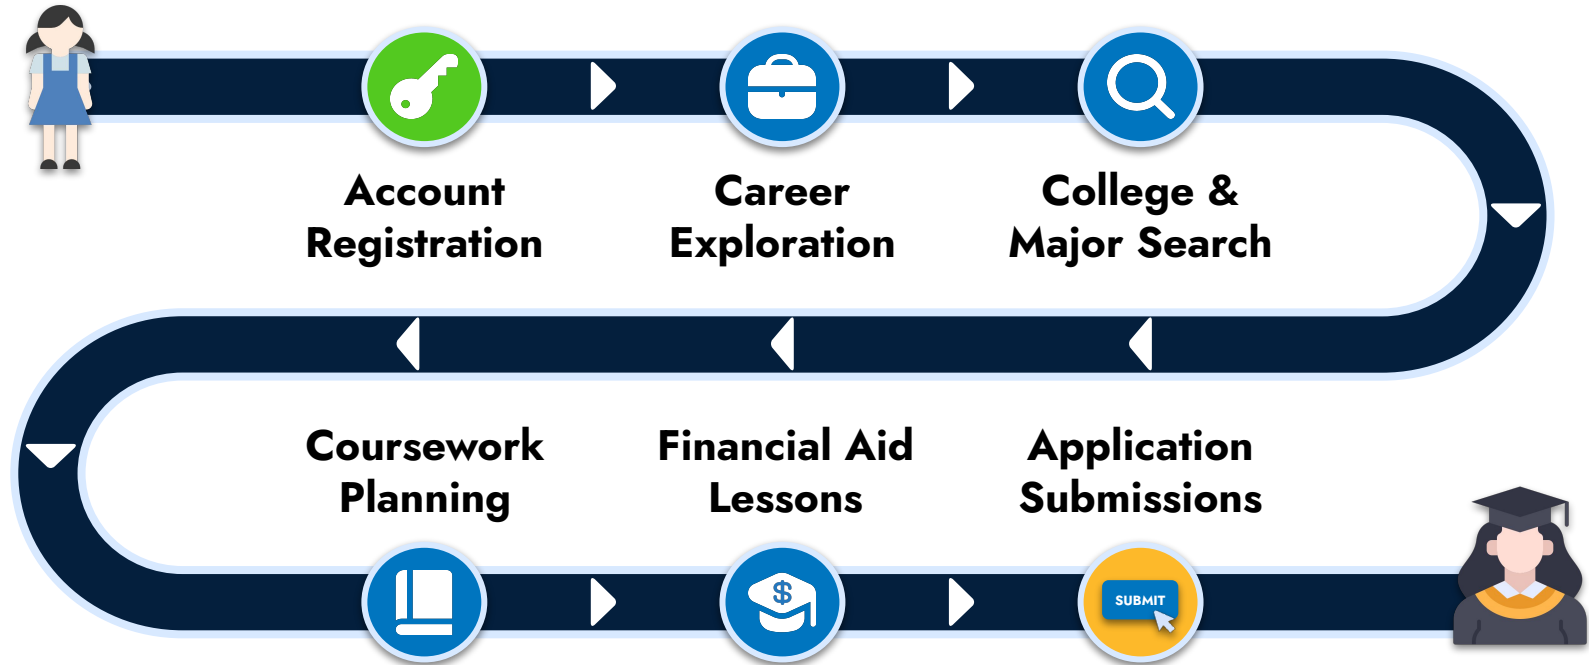 Account
Registration
Career
Exploration
College &
Major Search
Coursework
Planning
Financial Aid
Lessons
Application
Submissions
$
SUBMIT